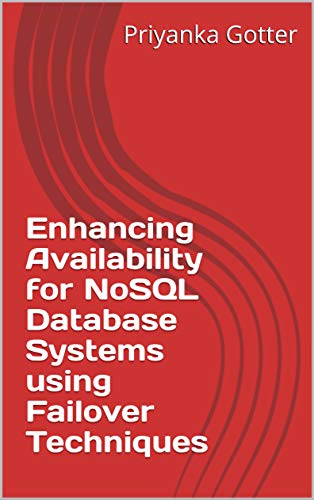 Priyanka Gotter
Enhancing
Availability
for NoSQL
Database
Systems
using
Failover
Techniques